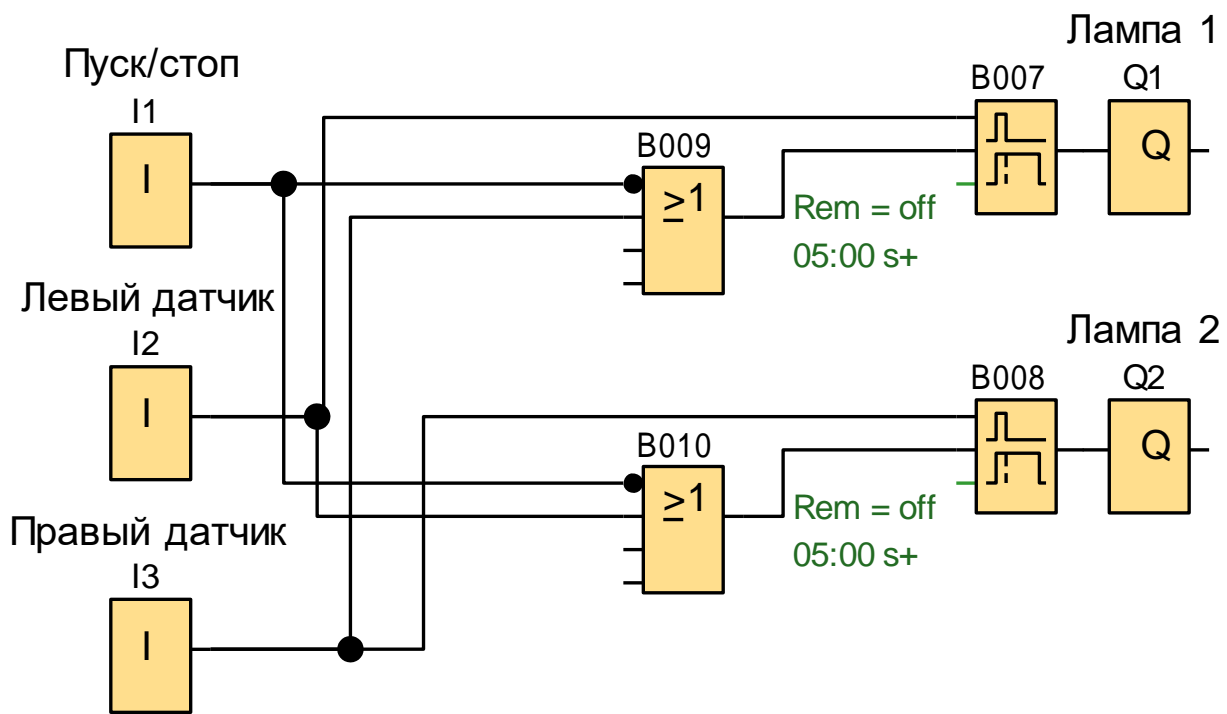 Лампа 1
Пуск/стоп
B007
Q1
I1
B009
Q
I
≥1
Rem = off
05:00 s+
Левый датчик
Лампа 2
I2
B008
Q2
I
B010
Q
≥1
Rem = off
Правый датчик
05:00 s+
I3
I